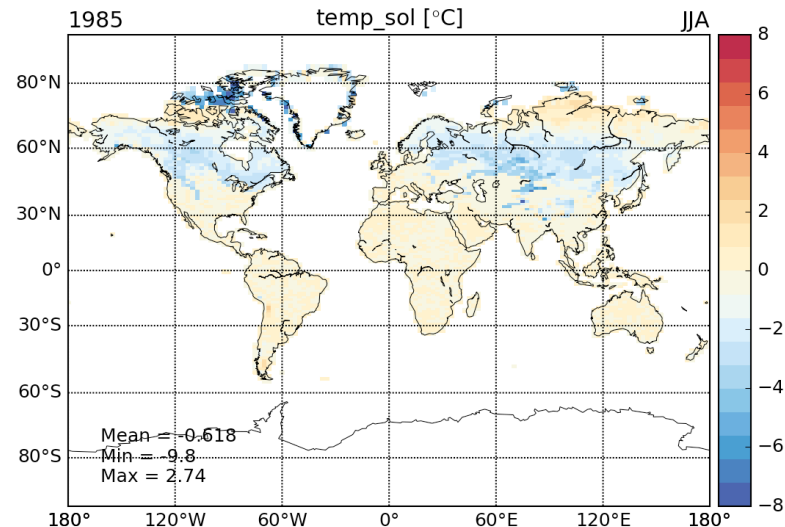 1985 temp_sol [°C] JJA
80°N
60°N
30°N
0°
30°S
60°S
80°S
Mean = -0.618
Min = -9.8
Max = 2.74
180° 120°W 60°W 0° 60°E 120°E 180°
8
6
4
2
0
−2
−4
−6
−8